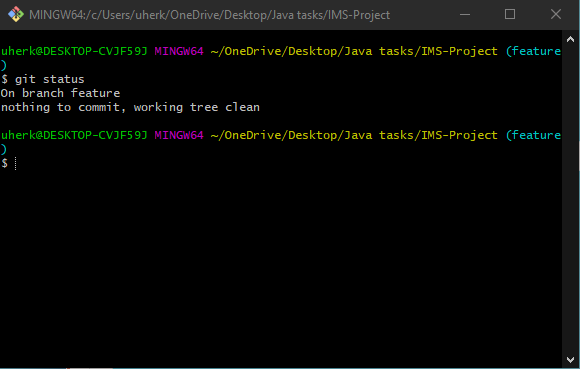 MINGW64:/c/Users/uherk/OneDrive/Desktop/Java tasks/IMS-Project
uherk@DESKTOP-CVJF59J MINGW64 ~/OneDrive/Desktop/Java tasks/IMS-Project (feature
)
$ git status
On branch feature
nothing to commit, working tree clean
uherk@DESKTOP-CVJF59J MINGW64 ~/OneDrive/Desktop/Java tasks/IMS-Project (feature
)
$